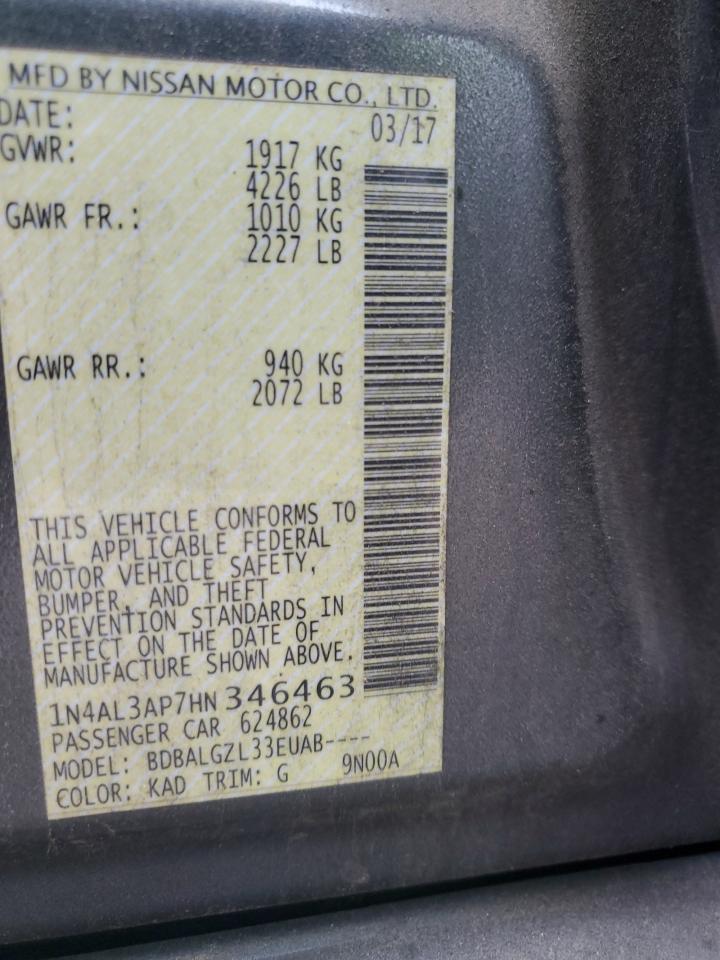 MFD BY NISSAN MOTOR CO., LTD.
DATE: 03/17
GVWR: 1917 KG
4226 LB
GAWR FR.: 1010 KG
2227 LB
GAWR RR.: 940 KG
2072 LB
THIS VEHICLE CONFORMS TO
ALL APPLICABLE FEDERAL
MOTOR VEHICLE SAFETY,
BUMPER, AND THEFT
PREVENTION STANDARDS IN
EFFECT ON THE DATE OF
MANUFACTURE SHOWN ABOVE.
1N4AL3AP7HN 346463
PASSENGER CAR 624862
MODEL: BDBALGZL33EUAB----
COLOR: KAD TRIM: G 9N00A